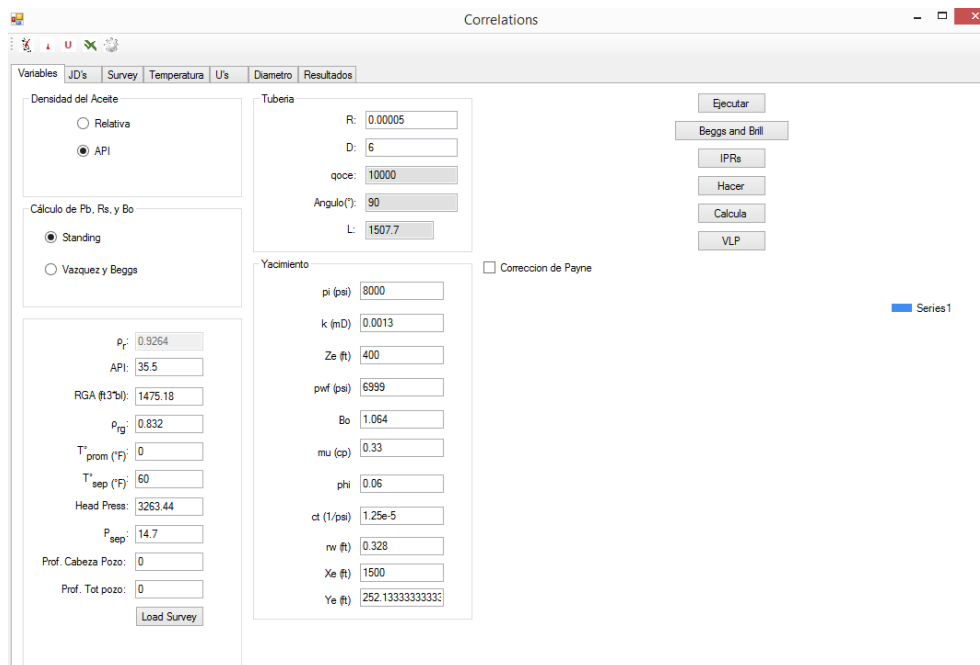 Correlations
U
Variables JD's Survey Temperatura U's Diametro Resultados
Densidad del Aceite
Relativa
API
Cálculo de Pb, Rs, y Bo
Standing
Vazquez y Beggs
ρr: 0.9264
API: 35.5
RGA (ft3*bl): 1475.18
ρrg: 0.832
T°prom (°F): 0
T°sep (°F): 60
Head Press: 3263.44
Psep: 14.7
Prof. Cabeza Pozo: 0
Prof. Tot pozo: 0
Load Survey
Tuberia
R: 0.00005
D: 6
qoce: 10000
Angulo(°): 90
L: 1507.7
Yacimiento
pi (psi) 8000
k (mD) 0.0013
Ze (ft) 400
pwf (psi) 6999
Bo 1.064
mu (cp) 0.33
phi 0.06
ct (1/psi) 1.25e-5
rw (ft) 0.328
Xe (ft) 1500
Ye (ft) 252.13333333333
Ejecutar
Beggs and Brill
IPRs
Hacer
Calcula
VLP
Correccion de Payne
Series1